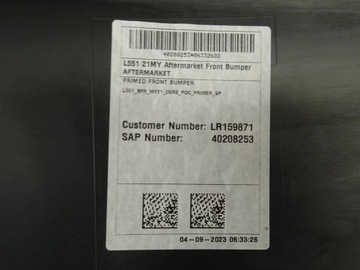 40208253#06332602
L551 21MY Aftermarket Front Bumper
AFTERMARKET
PRIMED FRONT BUMPER
L551_BPR_MY21_CORE_PDC_PRIMER_SP
Customer Number: LR159871
SAP Number: 40208253
04-09-2023 06:33:26